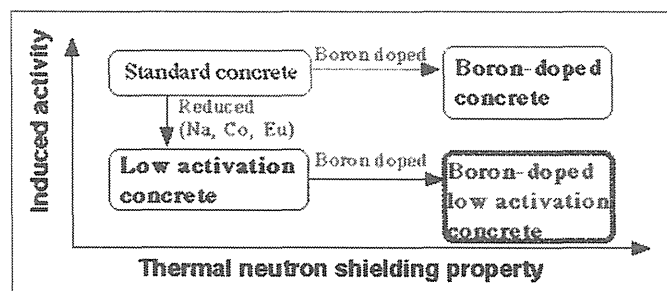 Induced activity
Standard concrete
Boron doped
Boron-doped
concrete
Reduced
(Na, Co, Eu)
Low activation
concrete
Boron doped
Boron-doped
low activation
concrete
Thermal neutron shielding property